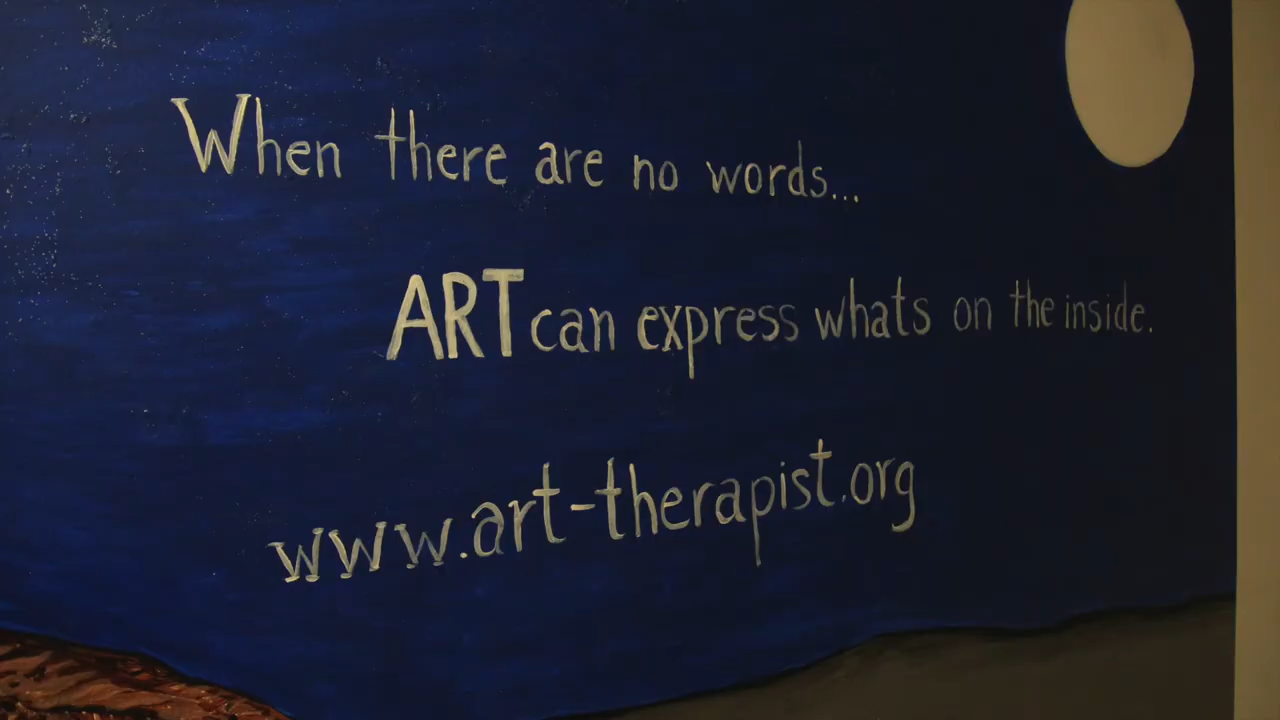 When there are no words...
ART can express whats on the inside.
www.art-therapist.org